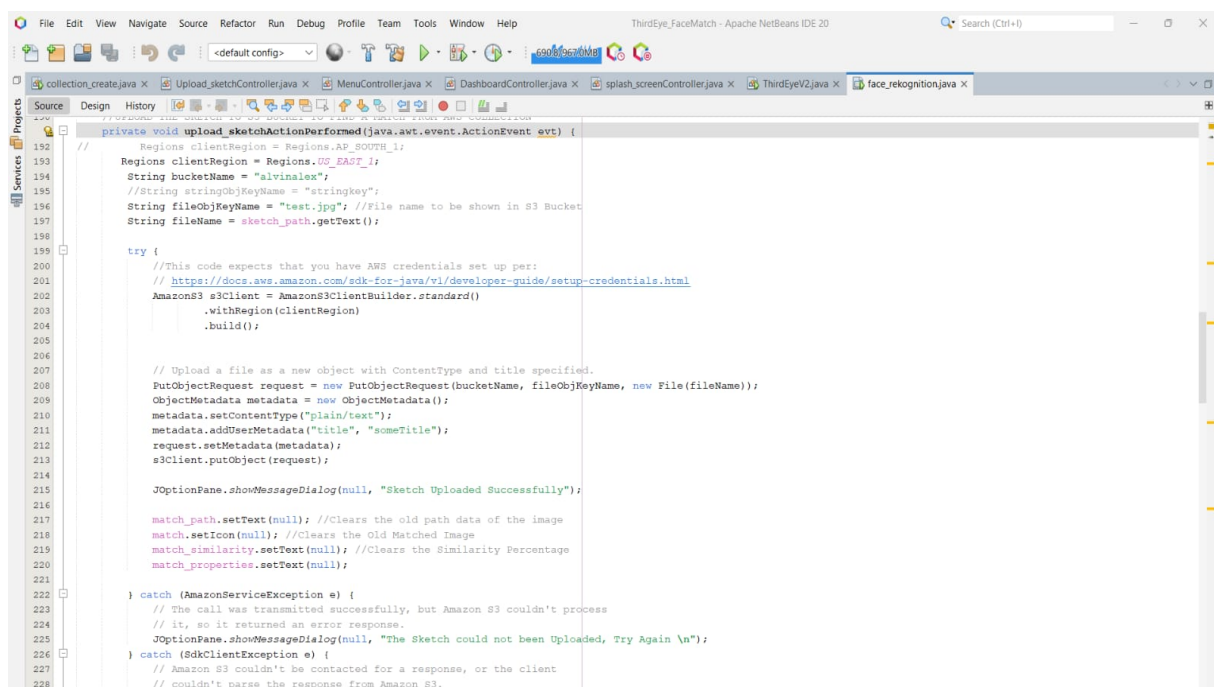 File Edit View Navigate Source Refactor Run Debug Profile Team Tools Window Help ThirdEye_FaceMatch - Apache NetBeans IDE 20 Search (Ctrl+I)
<default config> 690.8/967.0MB
collection_create.java Upload_sketchController.java MenuController.java DashboardController.java splash_screenController.java ThirdEyeV2.java face_rekognition.java
Projects
Services
Source Design History
private void upload_sketchActionPerformed(java.awt.event.ActionEvent evt) {
192 // Regions clientRegion = Regions.AP_SOUTH_1;
193 Regions clientRegion = Regions.US_EAST_1;
194 String bucketName = "alvinalex";
195 //String stringObjKeyName = "stringkey";
196 String fileObjKeyName = "test.jpg"; //File name to be shown in S3 Bucket
197 String fileName = sketch_path.getText();
198
199 try {
200 //This code expects that you have AWS credentials set up per:
201 // https://docs.aws.amazon.com/sdk-for-java/v1/developer-guide/setup-credentials.html
202 AmazonS3 s3Client = AmazonS3ClientBuilder.standard()
203 .withRegion(clientRegion)
204 .build();
205
206
207 // Upload a file as a new object with ContentType and title specified.
208 PutObjectRequest request = new PutObjectRequest(bucketName, fileObjKeyName, new File(fileName));
209 ObjectMetadata metadata = new ObjectMetadata();
210 metadata.setContentType("plain/text");
211 metadata.addUserMetadata("title", "someTitle");
212 request.setMetadata(metadata);
213 s3Client.putObject(request);
214
215 JOptionPane.showMessageDialog(null, "Sketch Uploaded Successfully");
216
217 match_path.setText(null); //Clears the old path data of the image
218 match.setIcon(null); //Clears the Old Matched Image
219 match_similarity.setText(null); //Clears the Similarity Percentage
220 match_properties.setText(null);
221
222 } catch (AmazonServiceException e) {
223 // The call was transmitted successfully, but Amazon S3 couldn't process
224 // it, so it returned an error response.
225 JOptionPane.showMessageDialog(null, "The Sketch could not been Uploaded, Try Again \n");
226 } catch (SdkClientException e) {
227 // Amazon S3 couldn't be contacted for a response, or the client
228 // couldn't parse the response from Amazon S3.